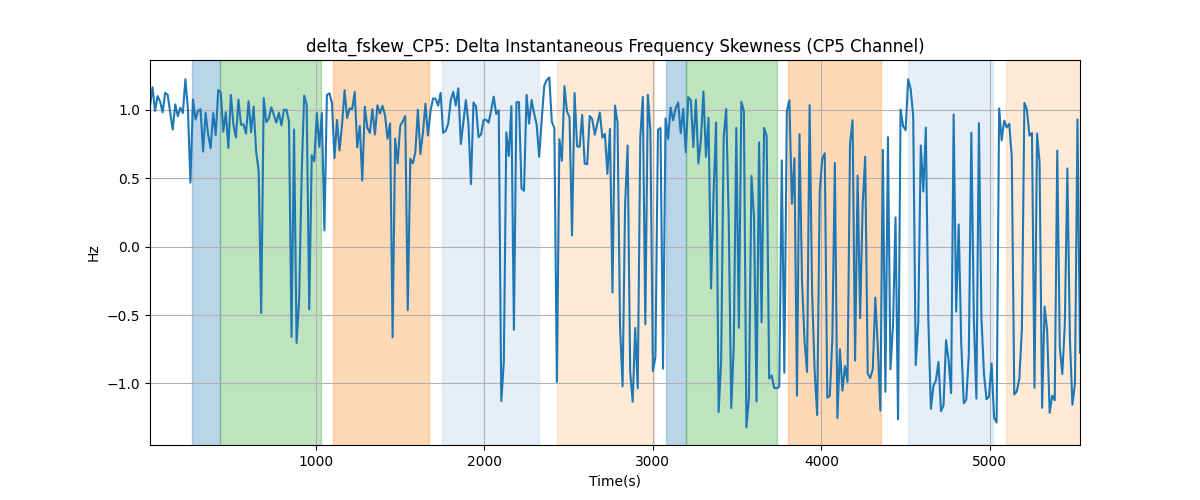 delta_fskew_CP5: Delta Instantaneous Frequency Skewness (CP5 Channel)
1.0
0.5
0.0
−0.5
−1.0
Hz
1000 2000 3000 4000 5000
Time(s)